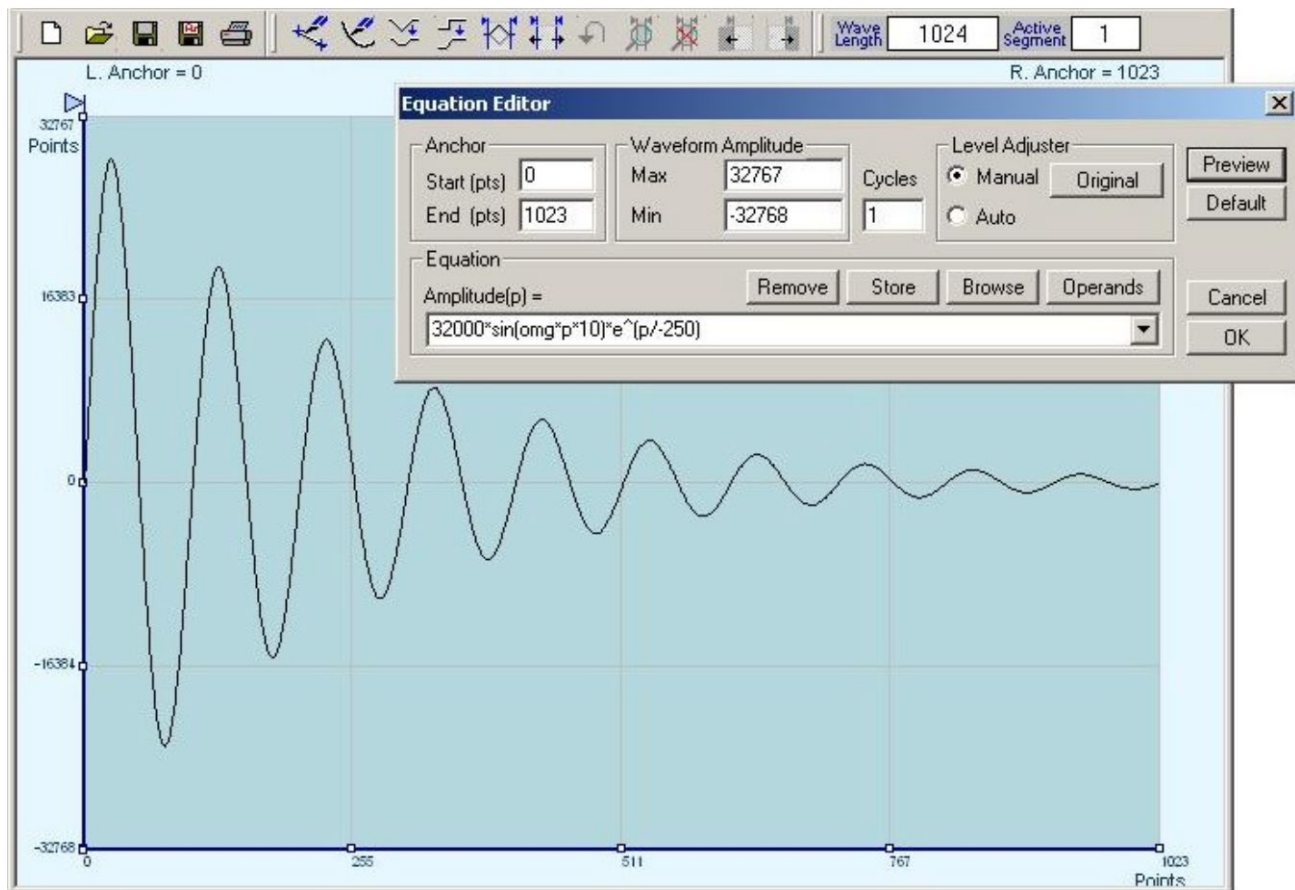 Wave Length 1024 Active Segment 1
L. Anchor = 0 R. Anchor = 1023
Equation Editor
Anchor
Start (pts) 0
End (pts) 1023
Waveform Amplitude
Max 32767
Min -32768
Cycles
1
Level Adjuster
Manual Original
Auto
Preview
Default
Equation
Amplitude(p) =
Remove Store Browse Operands
32000*sin(omg*p*10)*e^(p/-250)
Cancel
OK
32767
Points
16383
0
-16384
-32768
0 255 511 767 1023
Points